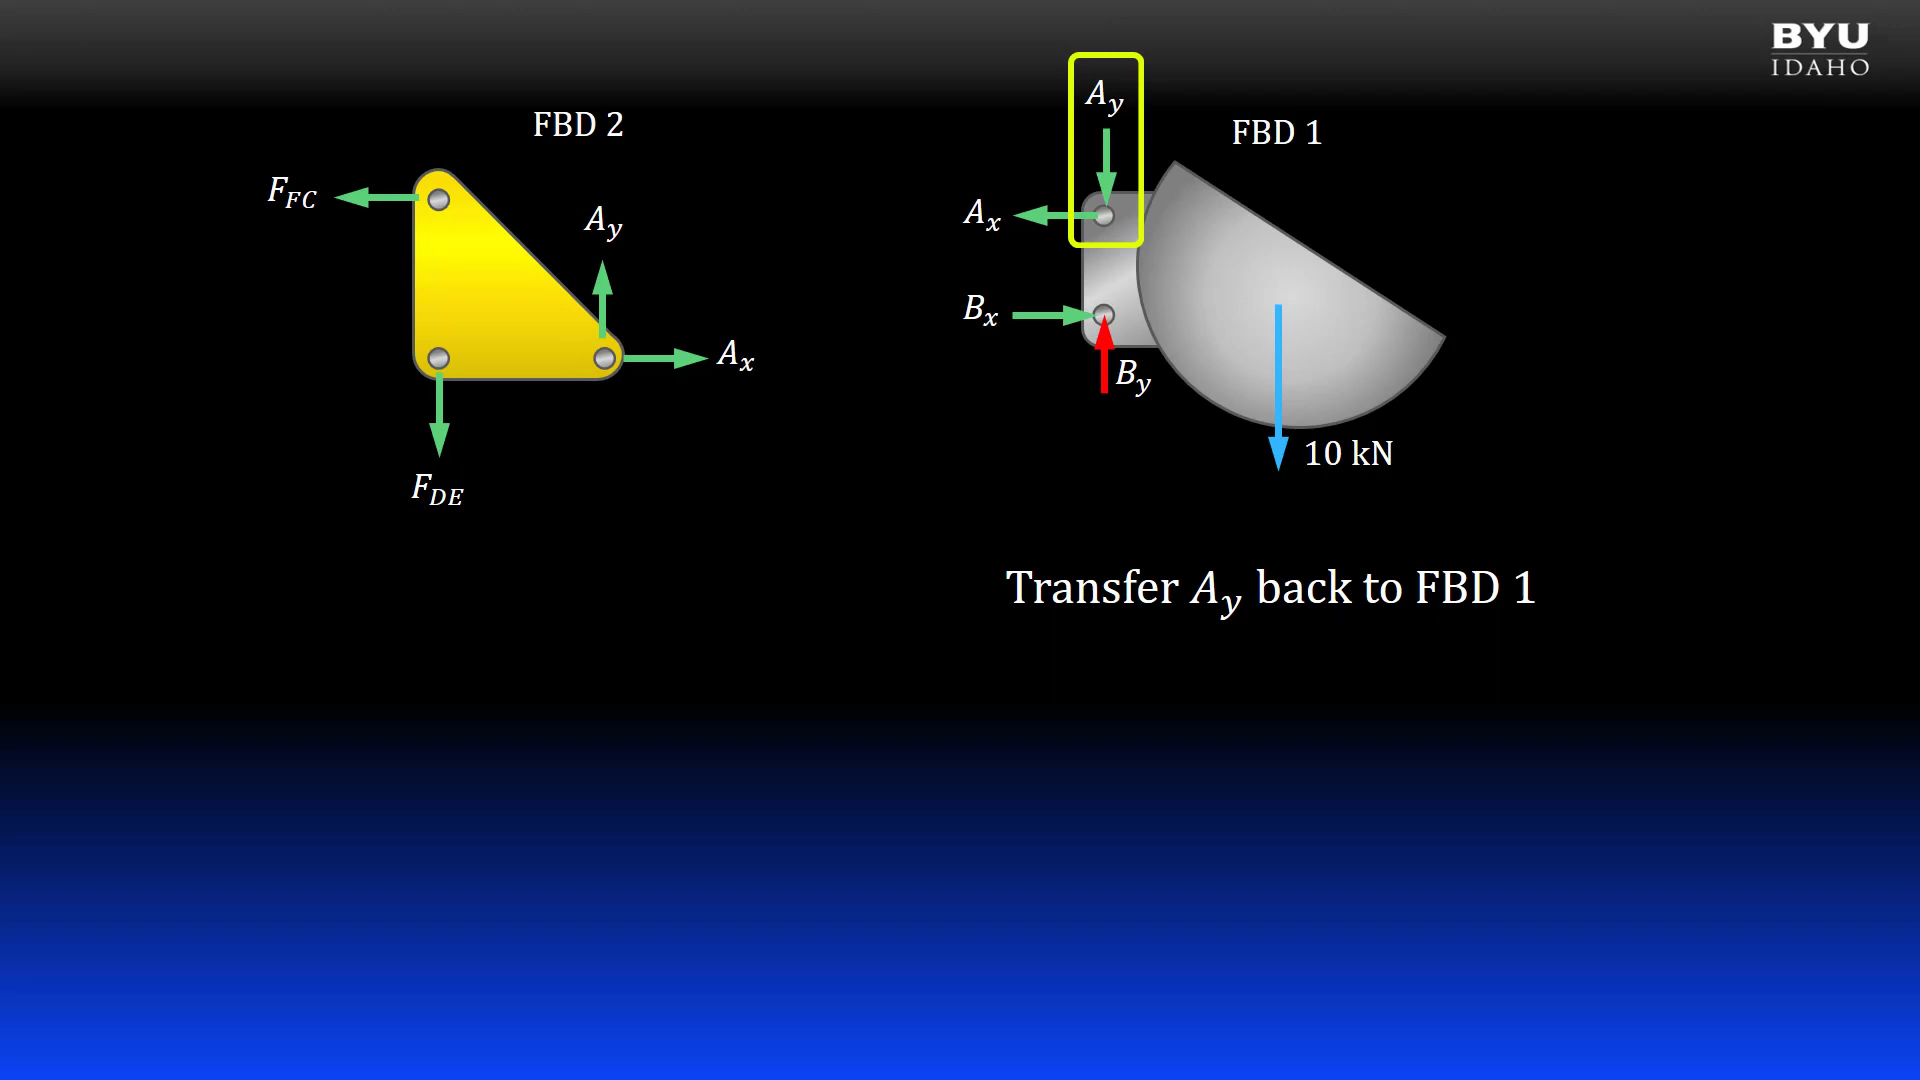 BYU
IDAHO
FBD 2
F_FC
A_y
A_x
F_DE
A_y
FBD 1
A_x
B_x
B_y
10 kN
Transfer A_y back to FBD 1